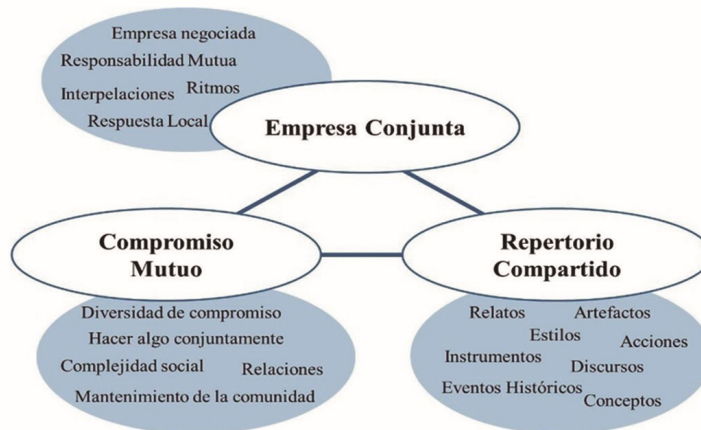 Empresa negociada
Responsabilidad Mutua
Interpelaciones
Ritmos
Respuesta Local
Empresa Conjunta
Compromiso
Mutuo
Repertorio
Compartido
Diversidad de compromiso
Hacer algo conjuntamente
Complejidad social
Relaciones
Mantenimiento de la comunidad
Relatos
Artefactos
Estilos
Acciones
Instrumentos
Discursos
Eventos Históricos
Conceptos